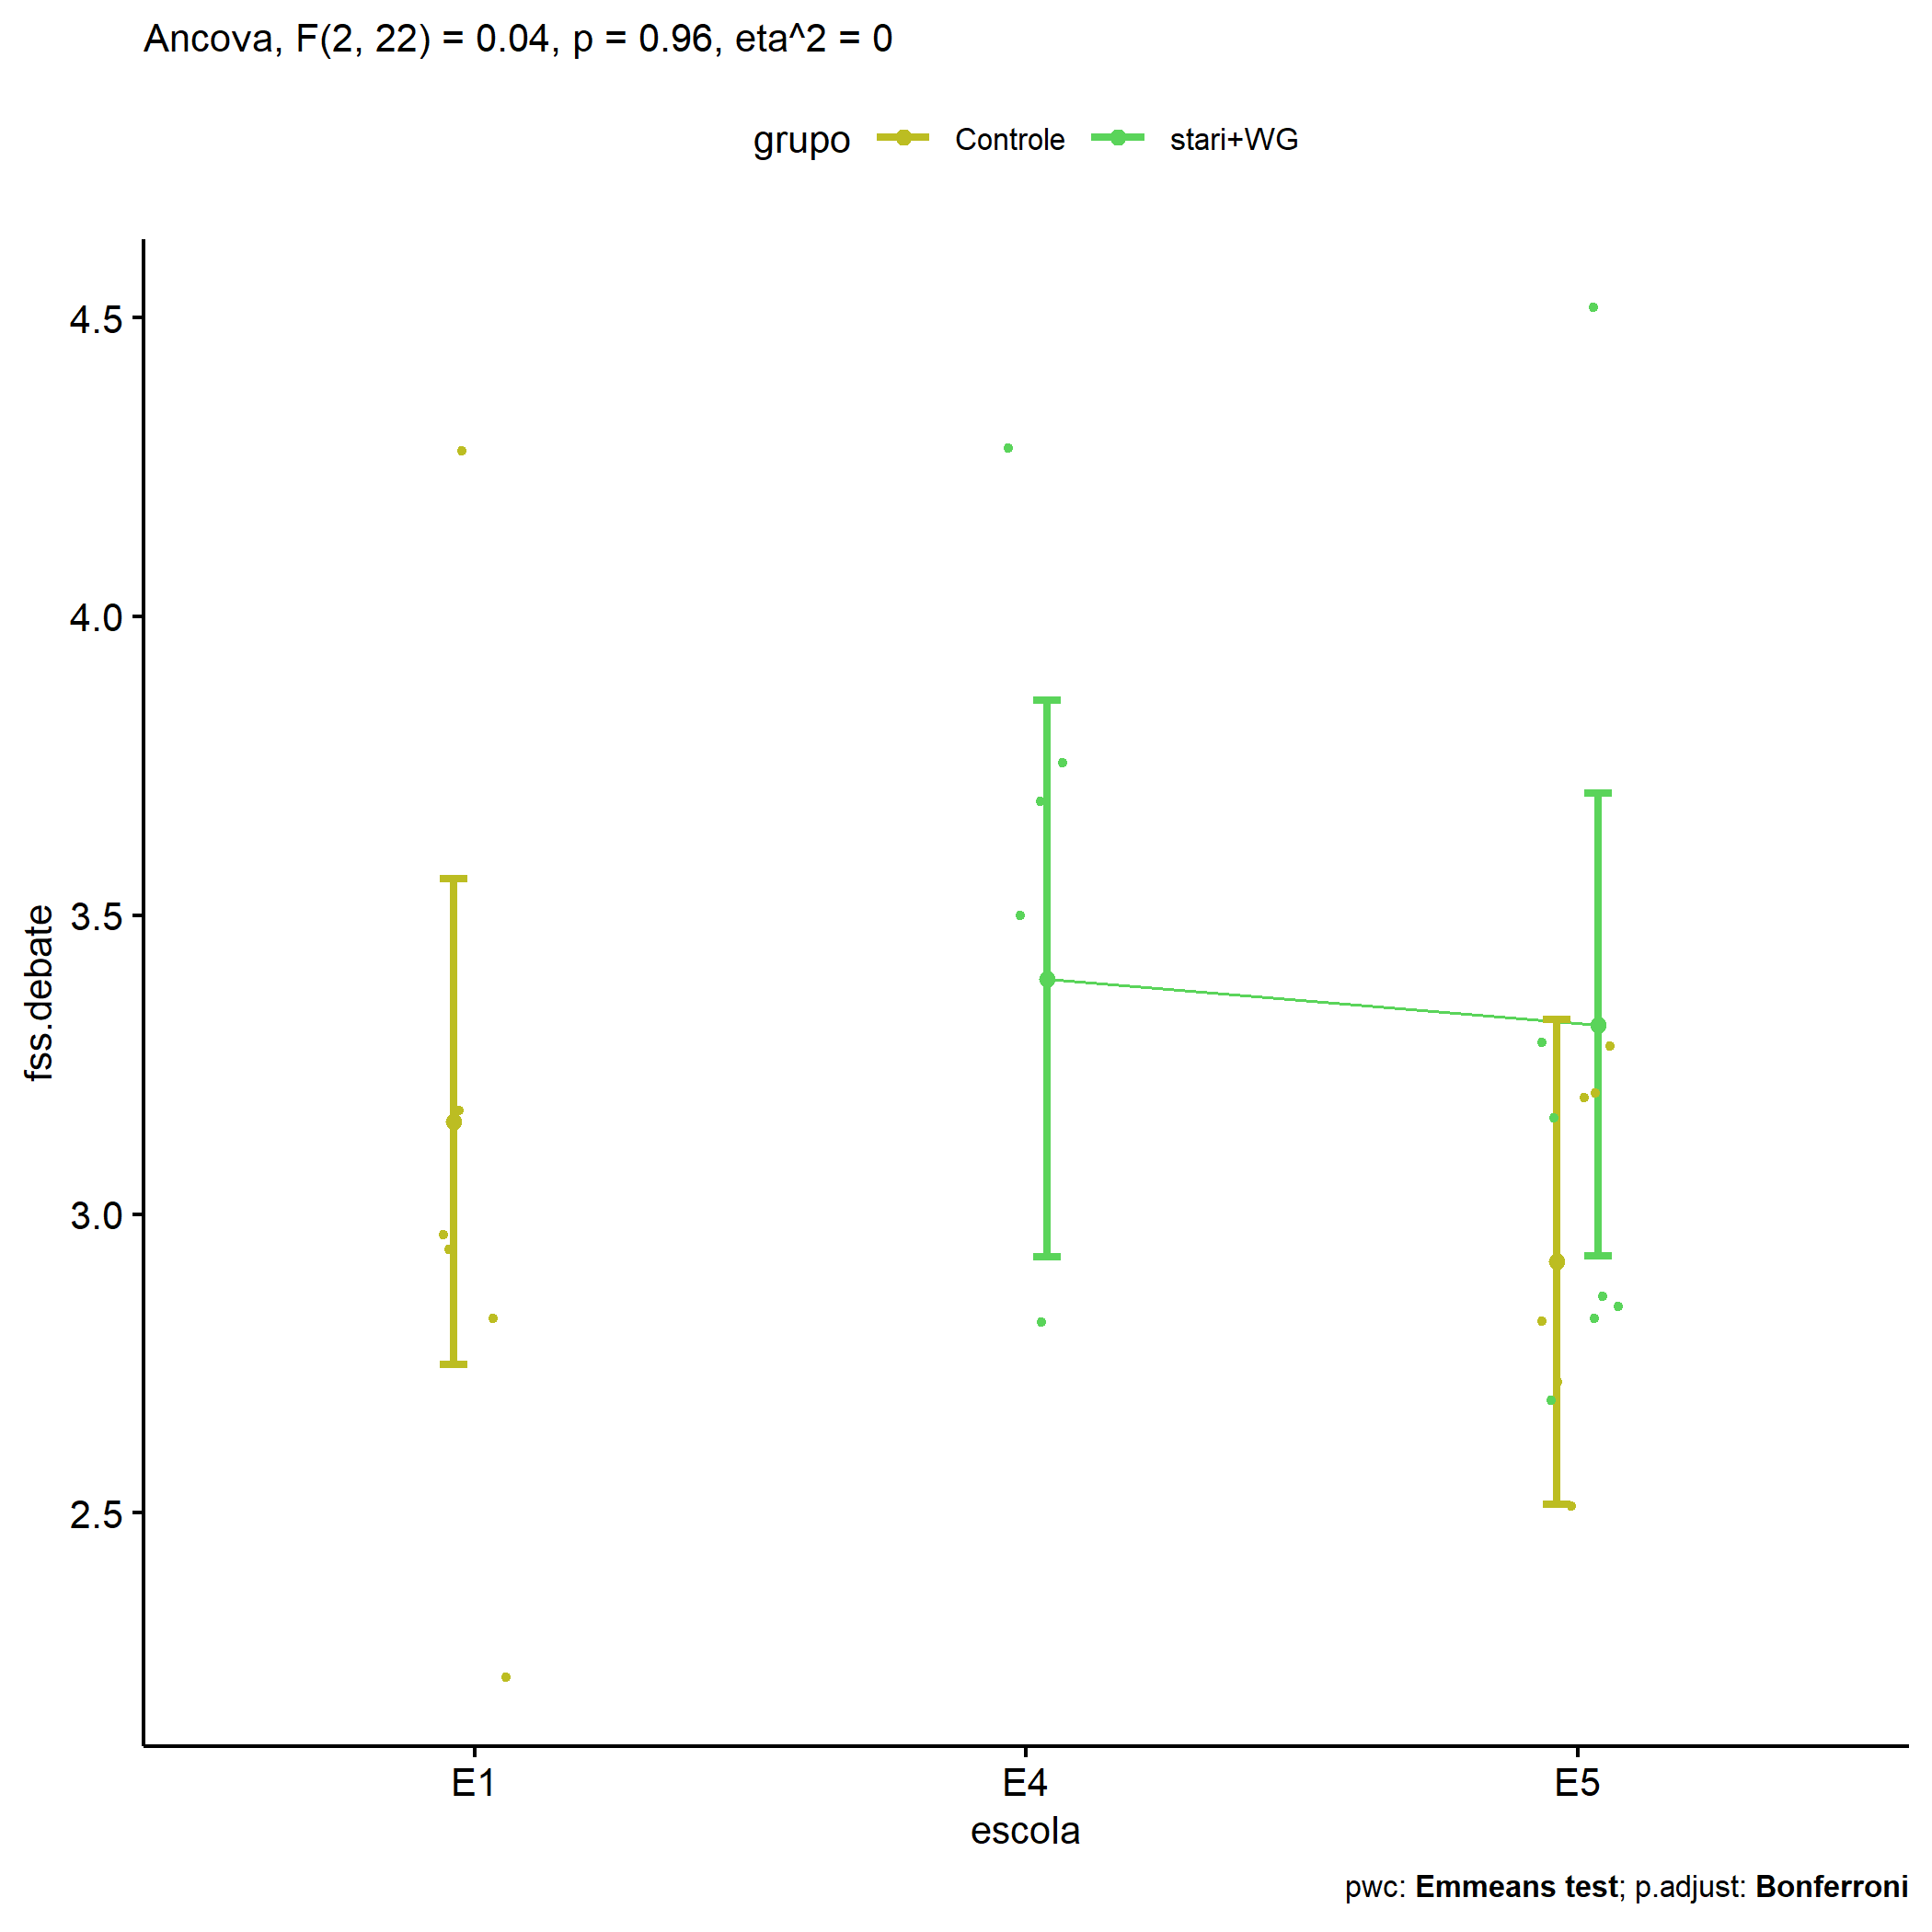 Ancova, F(2, 22) = 0.04, p = 0.96, eta^2 = 0
grupo Controle stari+WG
4.5
4.0
3.5
3.0
2.5
fss.debate
E1 E4 E5
escola
pwc: Emmeans test; p.adjust: Bonferroni